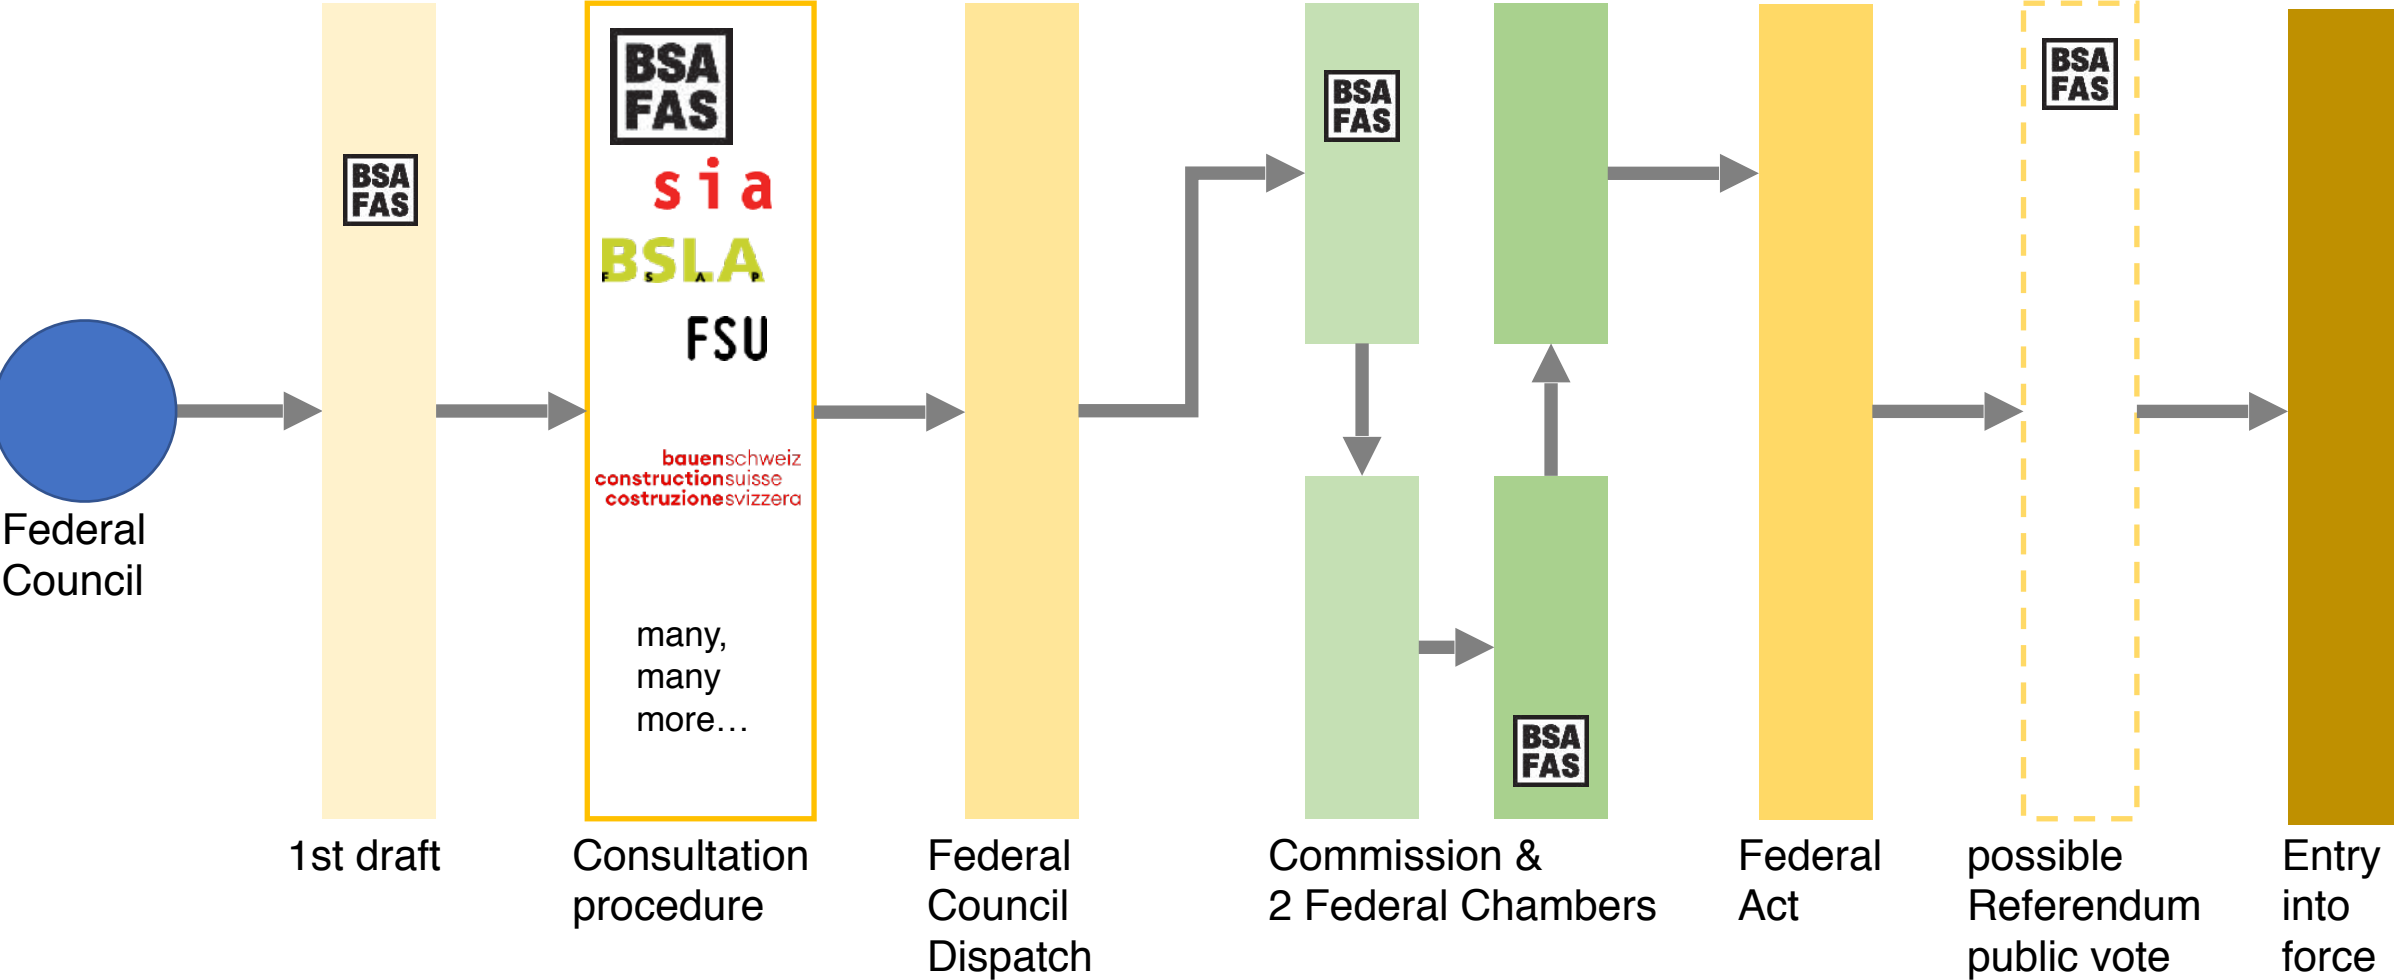 BSA
FAS
BSA
FAS
sia
BSLA
F S A P
FSU
bauenschweiz
constructionsuisse
costruzionesvizzera
many,
many
more…
BSA
FAS
BSA
FAS
BSA
FAS
Federal
Council
1st draft
Consultation
procedure
Federal
Council
Dispatch
Commission &
2 Federal Chambers
Federal
Act
possible
Referendum
public vote
Entry
into
force